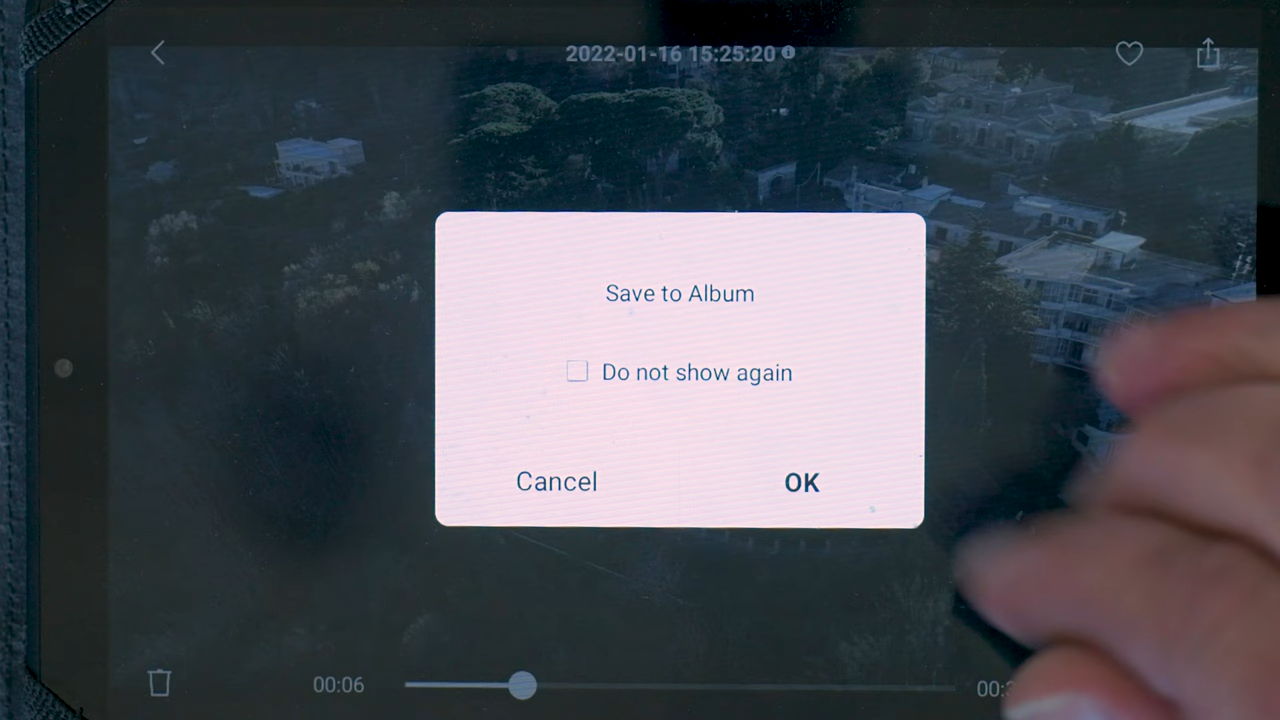 2022-01-16 15:25:20
Save to Album
Do not show again
Cancel
OK
00:06